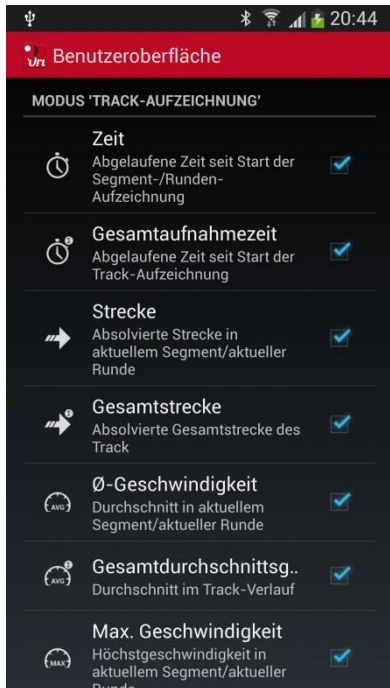 20:44
Benutzeroberfläche
MODUS 'TRACK-AUFZEICHNUNG'
Zeit
Abgelaufene Zeit seit Start der
Segment-/Runden-
Aufzeichnung
Gesamtaufnahmezeit
Abgelaufene Zeit seit Start der
Track-Aufzeichnung
Strecke
Absolvierte Strecke in
aktuellem Segment/aktueller
Runde
Gesamtstrecke
Absolvierte Gesamtstrecke des
Track
AVG
Ø-Geschwindigkeit
Durchschnitt in aktuellem
Segment/aktueller Runde
AVG
Gesamtdurchschnittsg..
Durchschnitt im Track-Verlauf
MAX
Max. Geschwindigkeit
Höchstgeschwindigkeit in
aktuellem Segment/aktueller
Runde